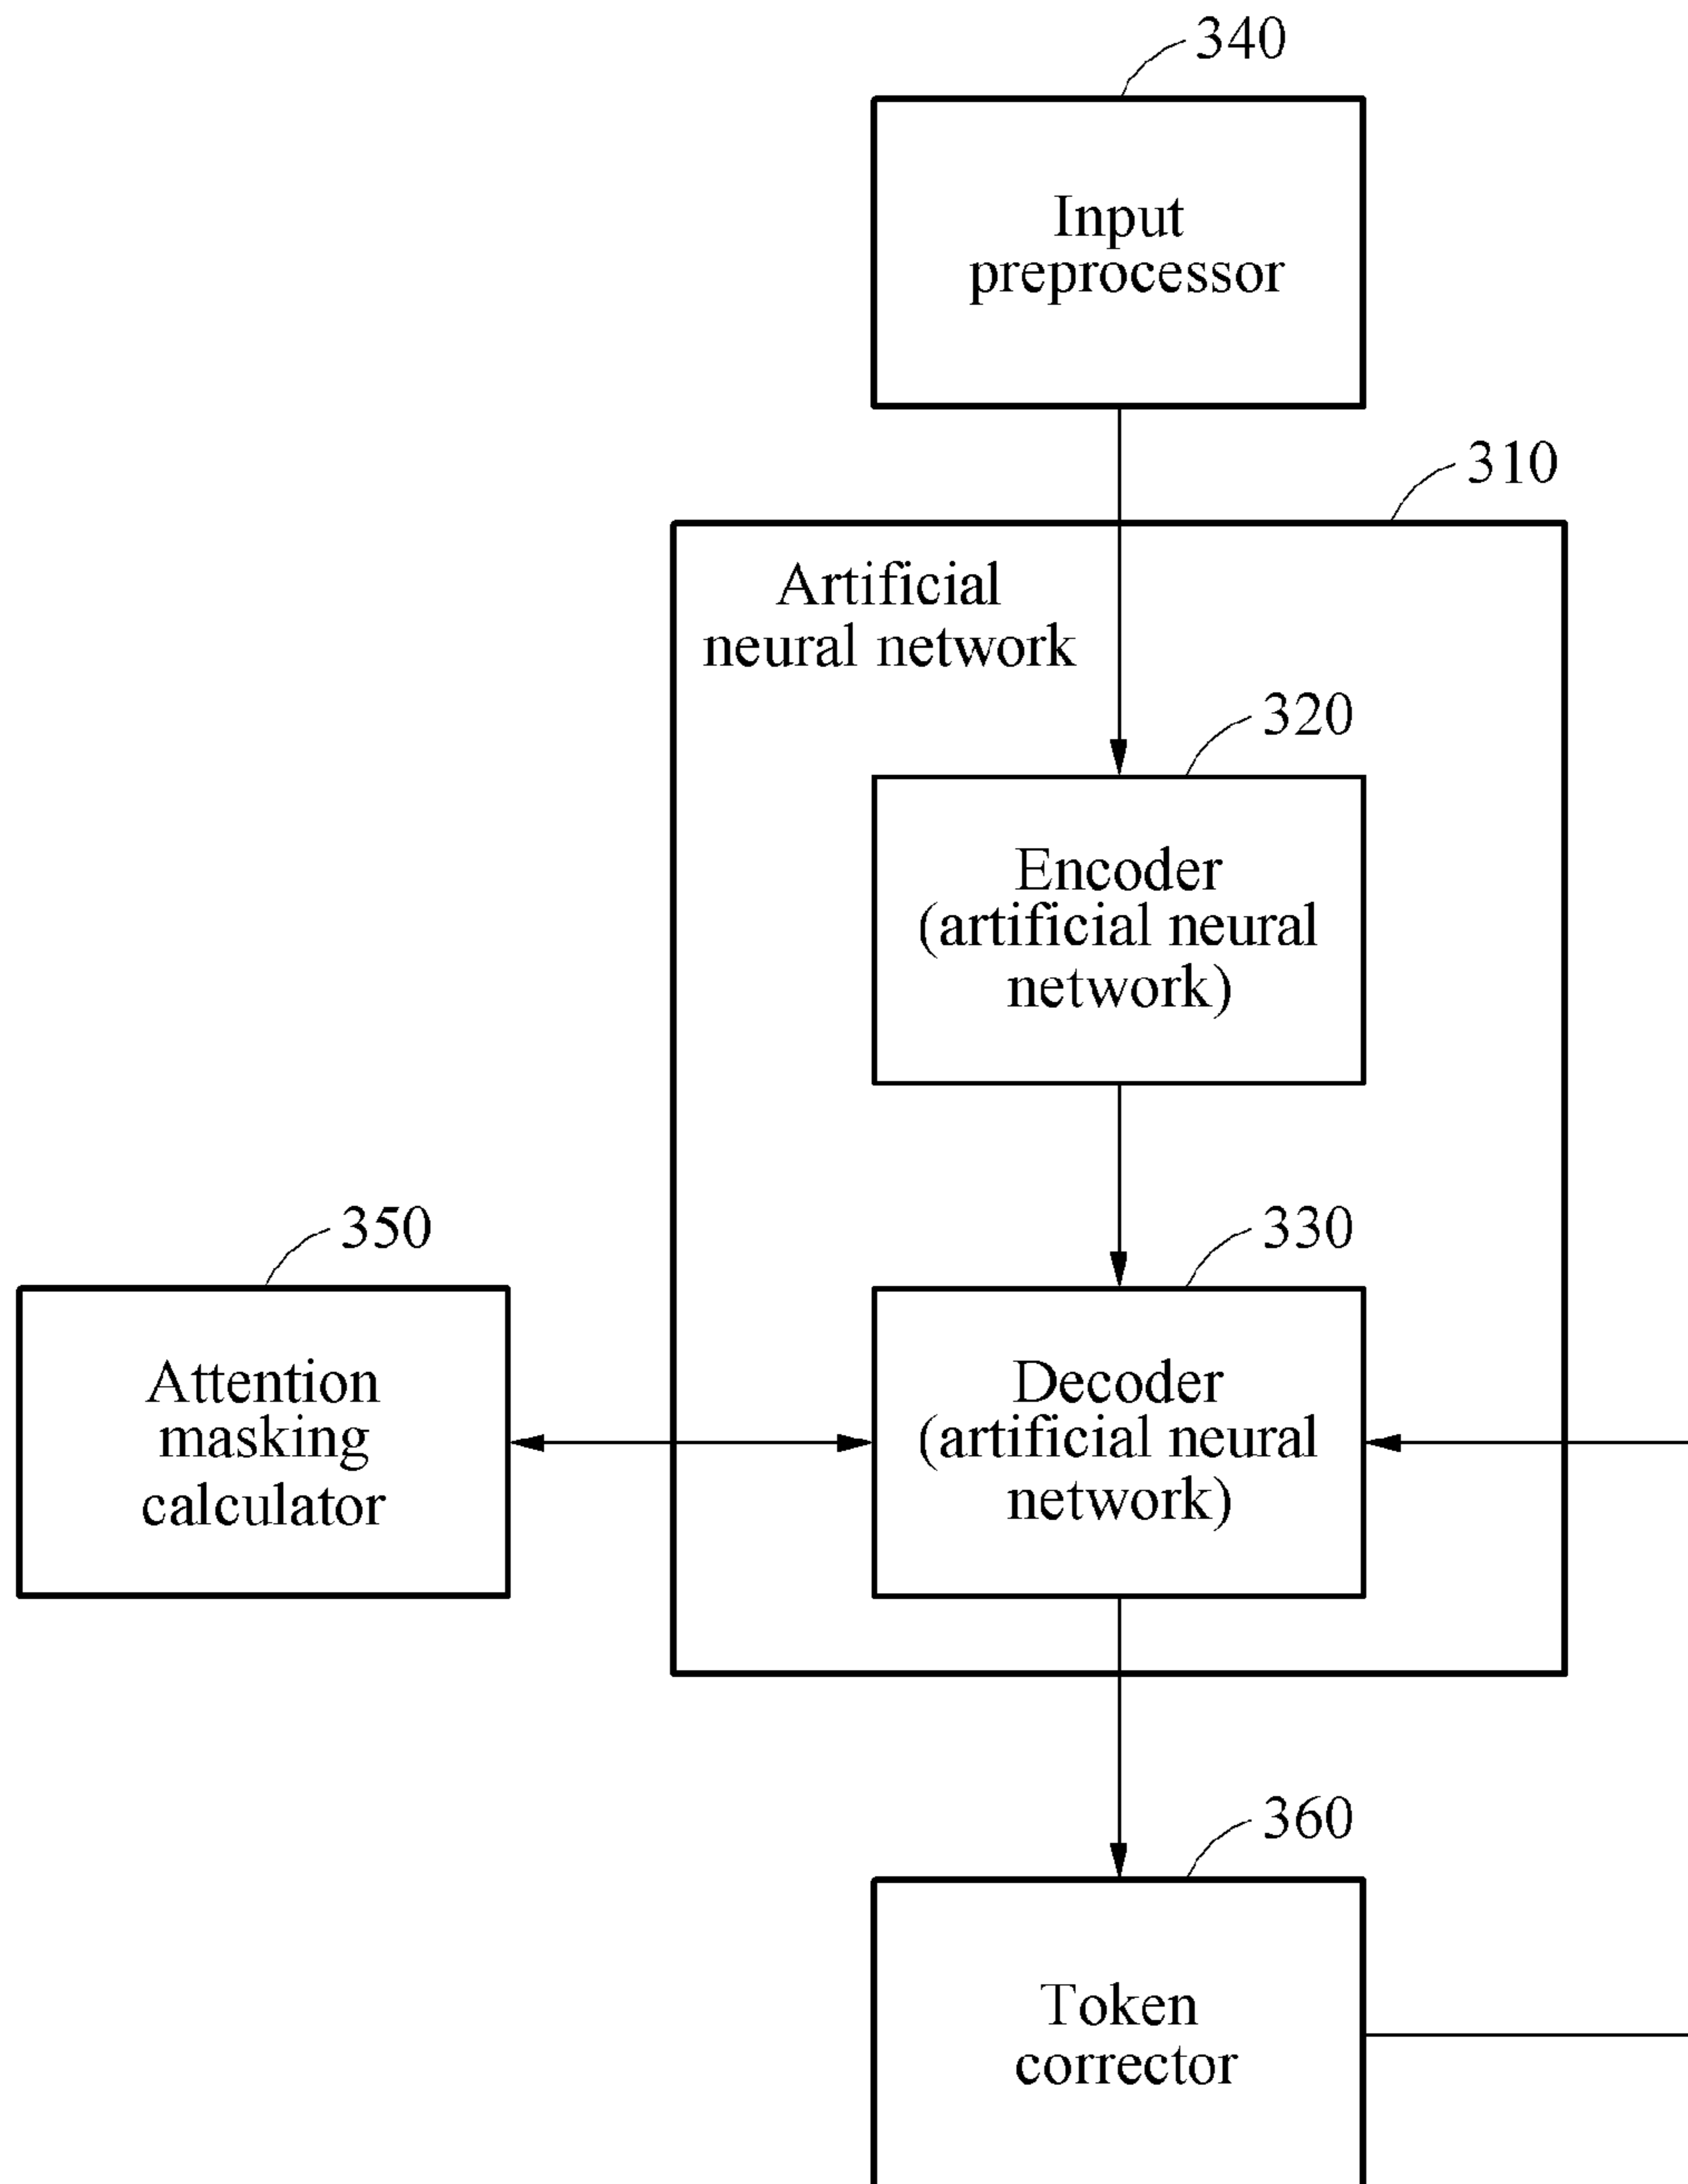 340
Input
preprocessor
310
Artificial
neural network
320
Encoder
(artificial neural
network)
350
330
Attention
masking
calculator
Decoder
(artificial neural
network)
360
Token
corrector